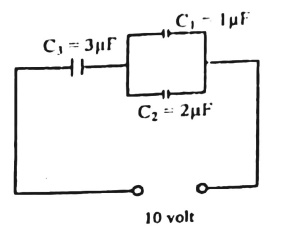 C₁ = 1μF
C₃ = 3μF
C₂ = 2μF
10 volt